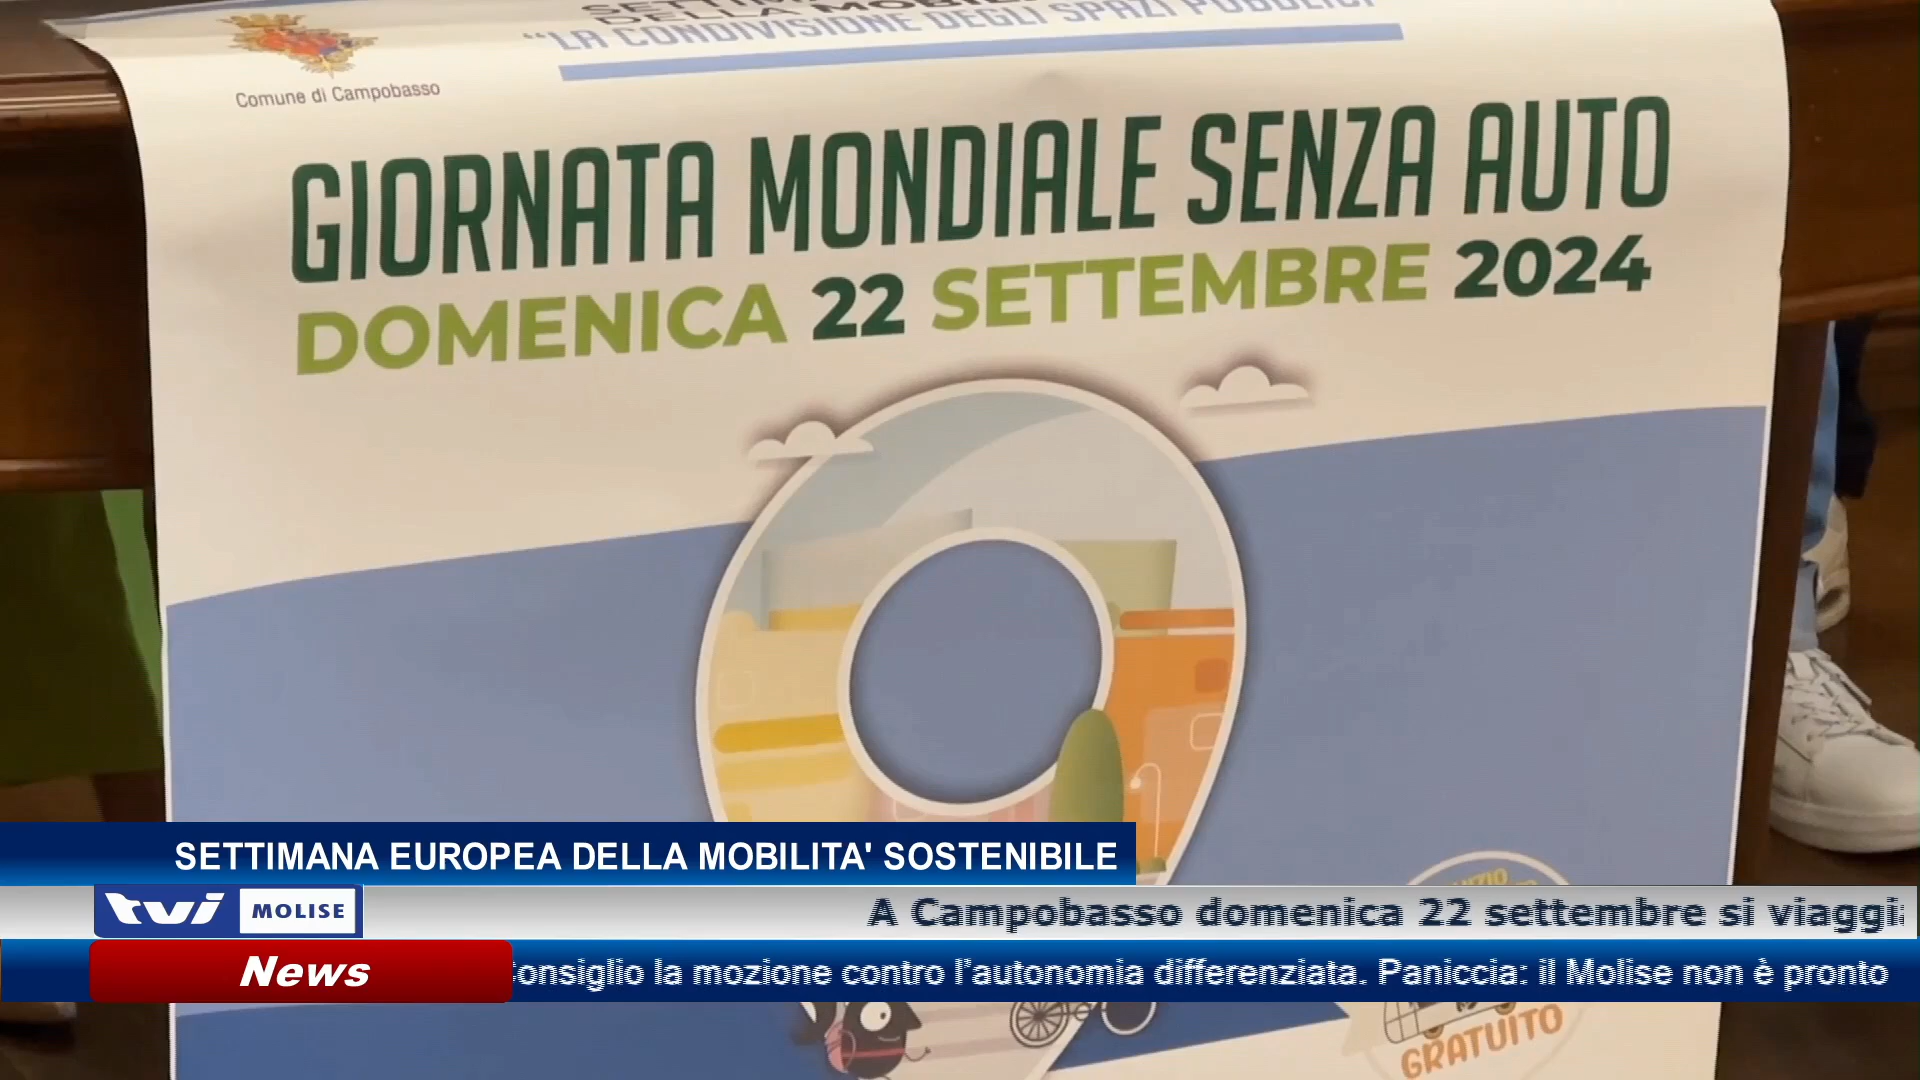 DELLA
"LA CONDIVISIONE DEGLI SPAZI PUBBLICI
Comune di Campobasso
GIORNATA MONDIALE SENZA AUTO
DOMENICA 22 SETTEMBRE 2024
SETTIMANA EUROPEA DELLA MOBILITA' SOSTENIBILE
tvi MOLISE
A Campobasso domenica 22 settembre si
News
onsiglio la mozione contro l'autonomia differenziata. Paniccia: il Molise non è pronto
GRATUITO